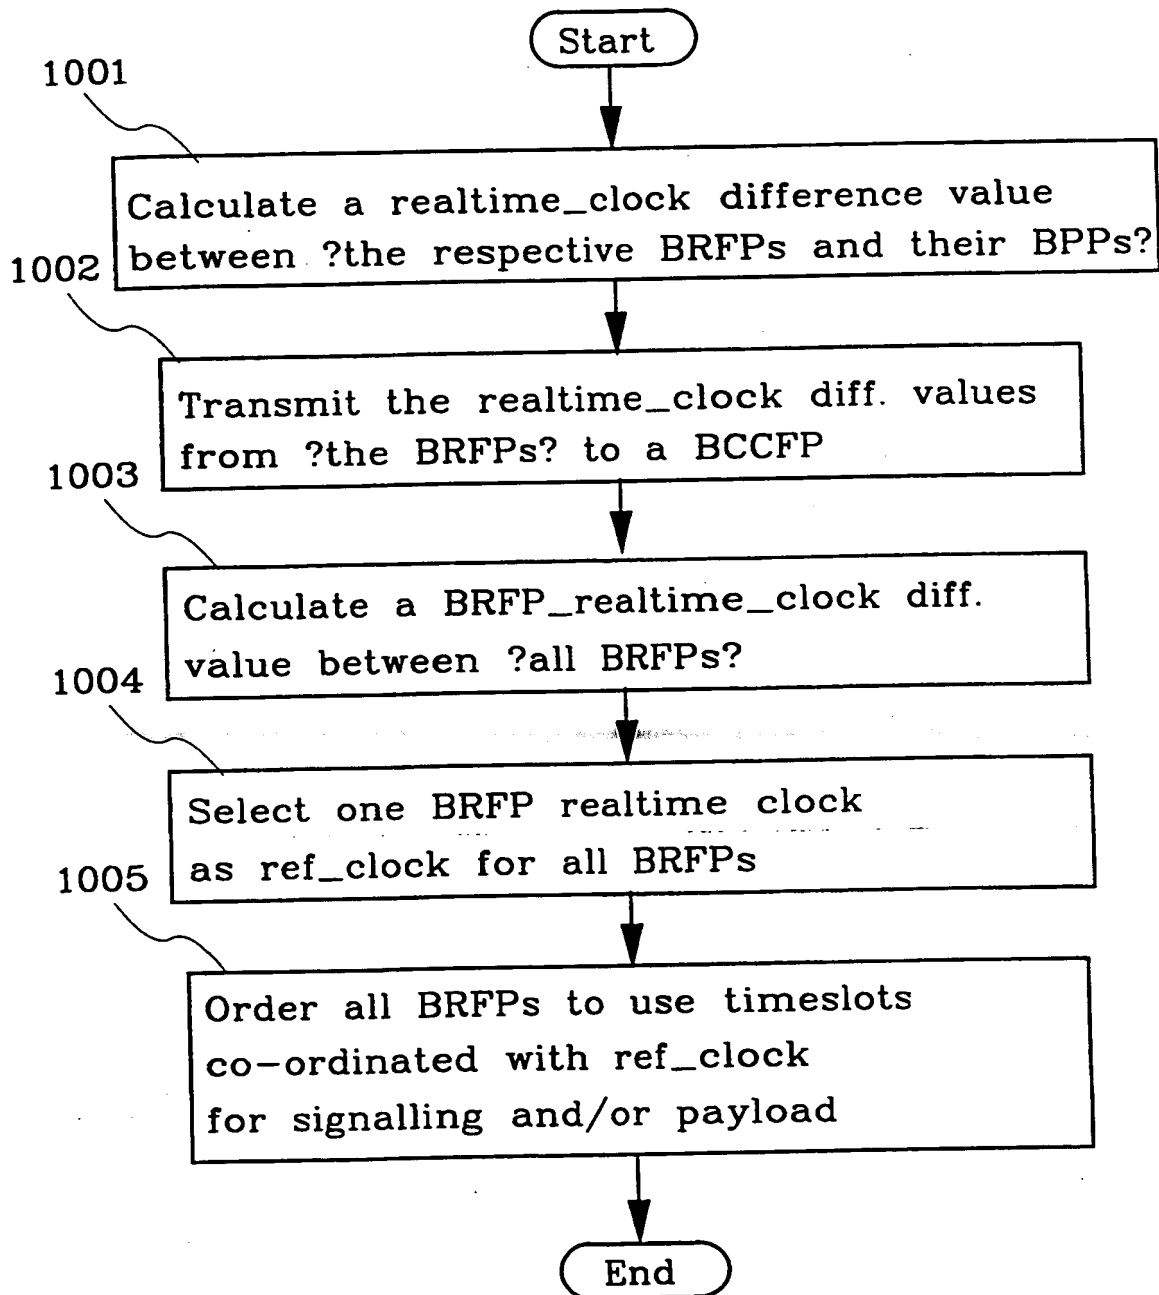 Start
1001
Calculate a realtime_clock difference value
between ?the respective BRFPs and their BPPs?
1002
Transmit the realtime_clock diff. values
from ?the BRFPs? to a BCCFP
1003
Calculate a BRFP_realtime_clock diff.
value between ?all BRFPs?
1004
Select one BRFP realtime clock
as ref_clock for all BRFPs
1005
Order all BRFPs to use timeslots
co-ordinated with ref_clock
for signalling and/or payload
End